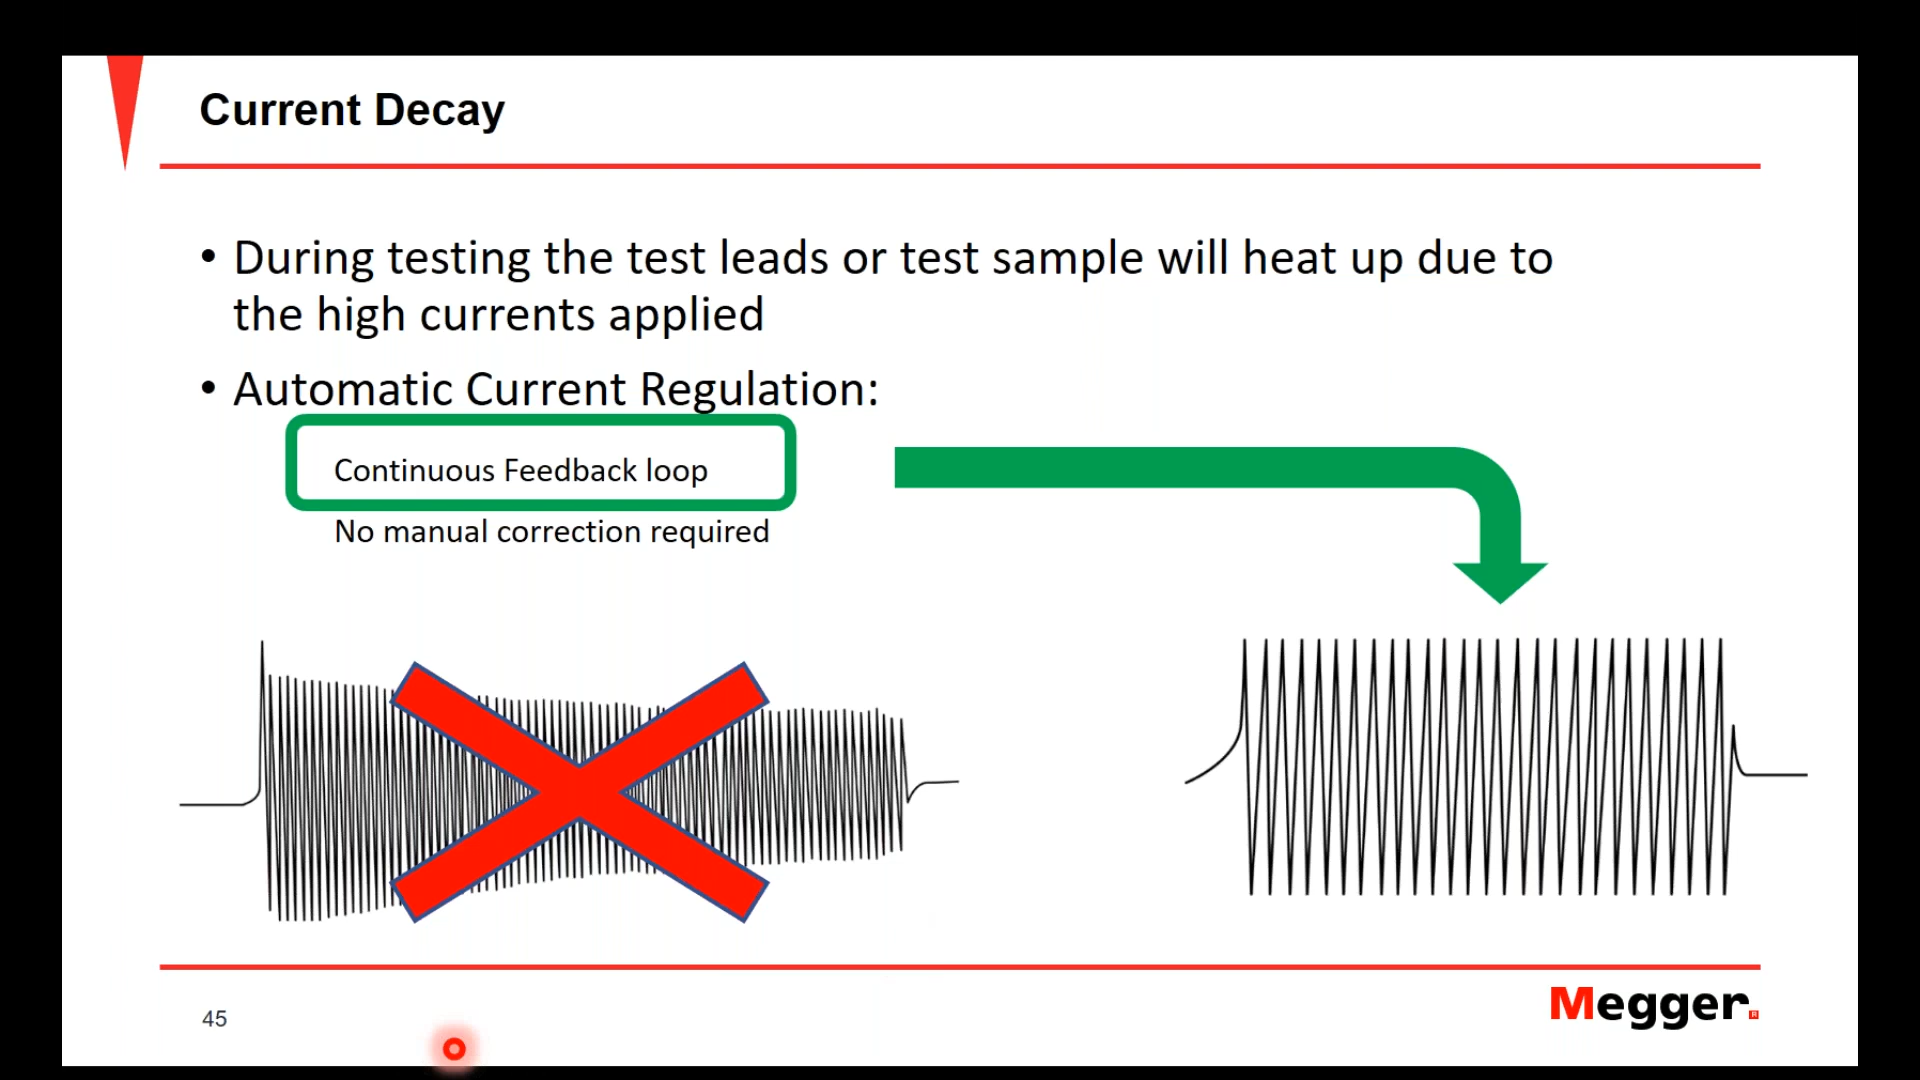 Current Decay
• During testing the test leads or test sample will heat up due to
the high currents applied
• Automatic Current Regulation:
Continuous Feedback loop
No manual correction required
45
Megger.